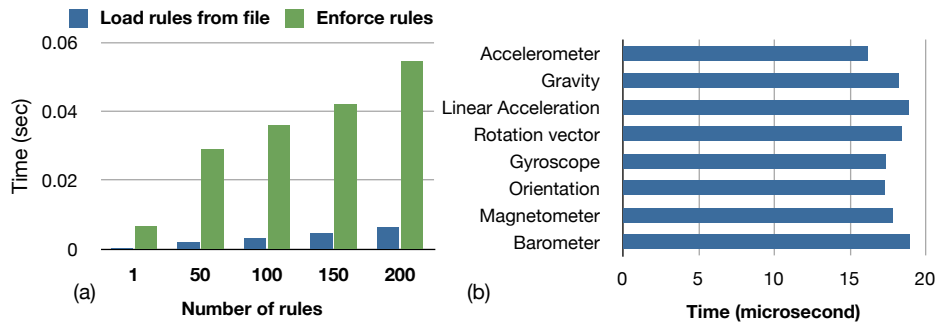 Load rules from file
Enforce rules
Time (sec)
0.06
0.04
0.02
0
1 50 100 150 200
(a)
Number of rules
Accelerometer
Gravity
Linear Acceleration
Rotation vector
Gyroscope
Orientation
Magnetometer
Barometer
0 5 10 15 20
(b)
Time (microsecond)